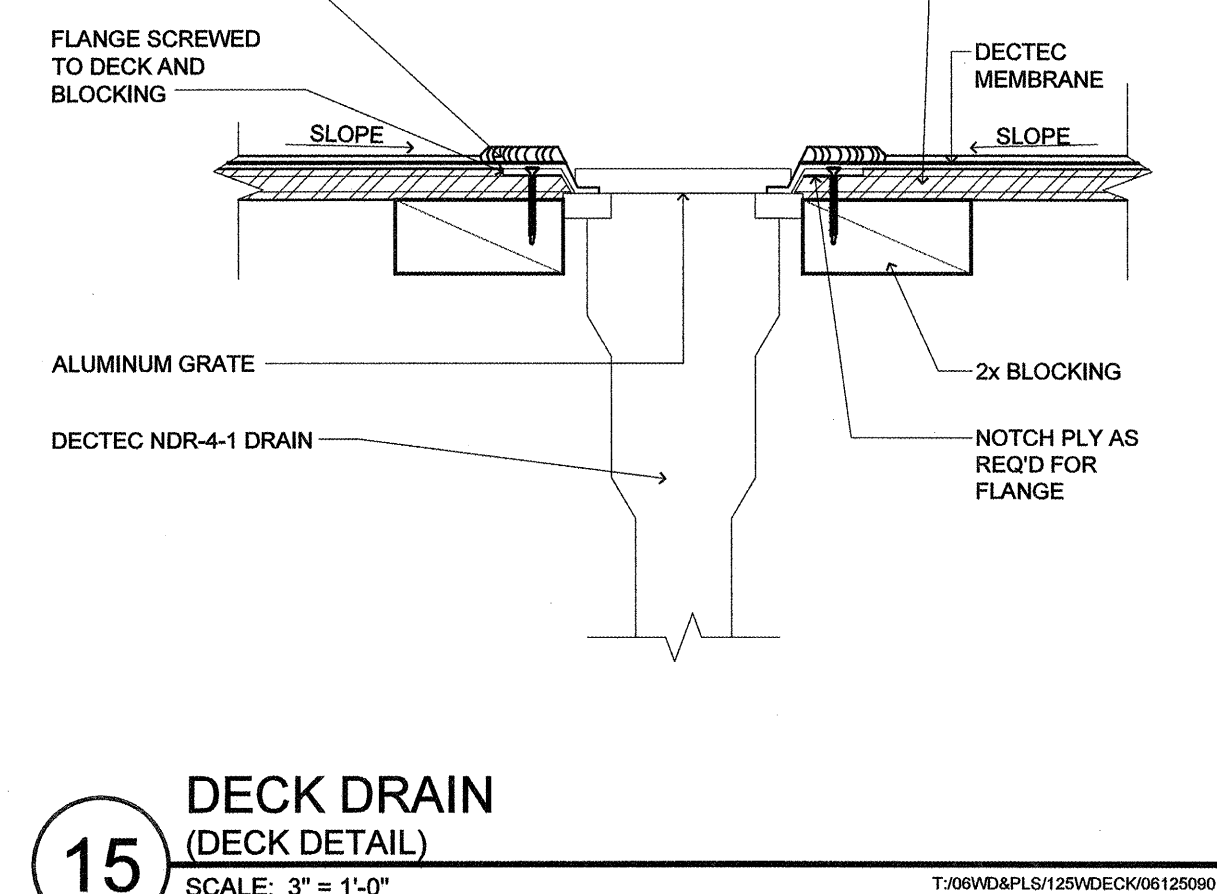 FLANGE SCREWED
TO DECK AND
BLOCKING
DECTEC
MEMBRANE
SLOPE
SLOPE
ALUMINUM GRATE
2x BLOCKING
DECTEC NDR-4-1 DRAIN
NOTCH PLY AS
REQ'D FOR
FLANGE
15
DECK DRAIN
(DECK DETAIL)
SCALE: 3" = 1'-0"
T:/06WD&PLS/125WDECK/06125090